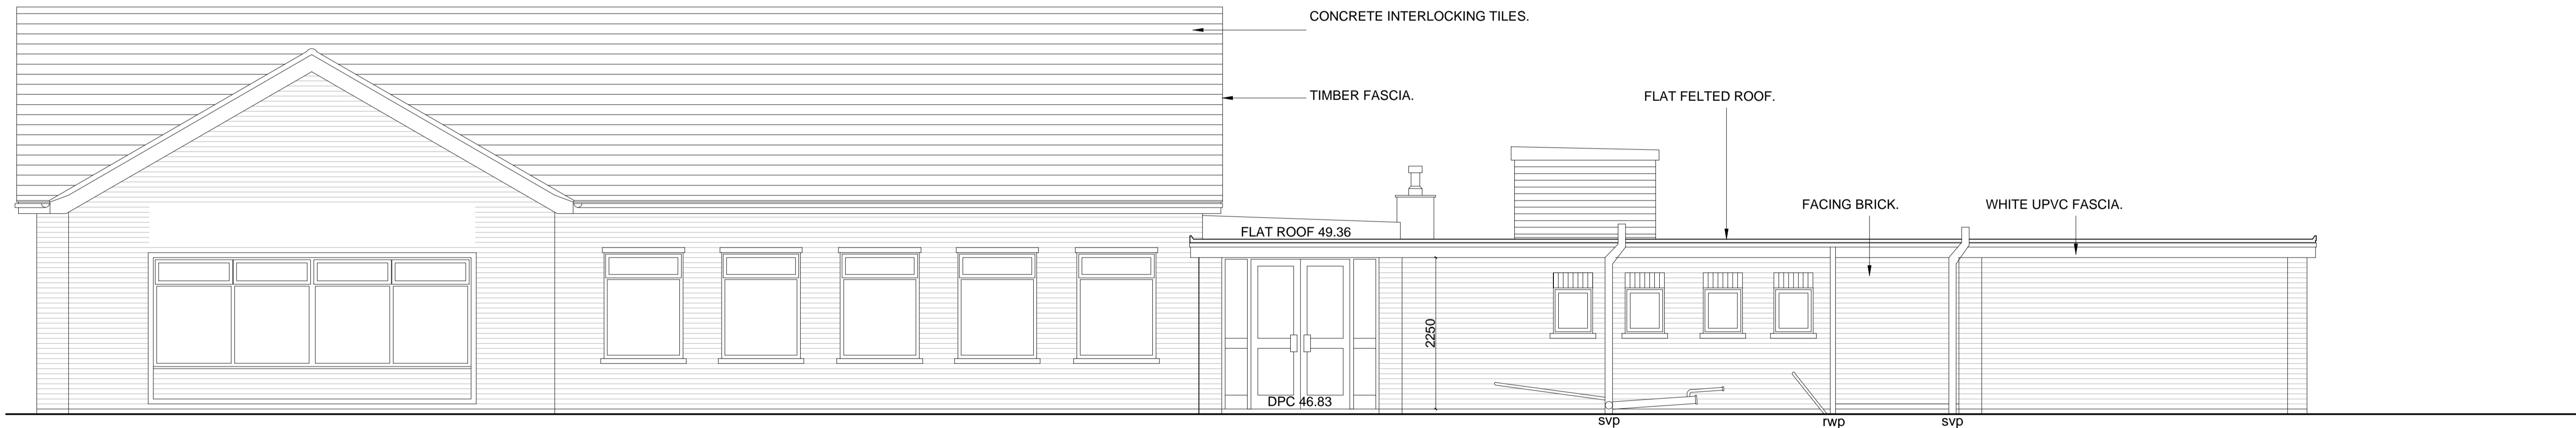 CONCRETE INTERLOCKING TILES.
TIMBER FASCIA.
FLAT FELTED ROOF.
FACING BRICK.
WHITE UPVC FASCIA.
FLAT ROOF 49.36
2250
DPC 46.83
svp
rwp
svp